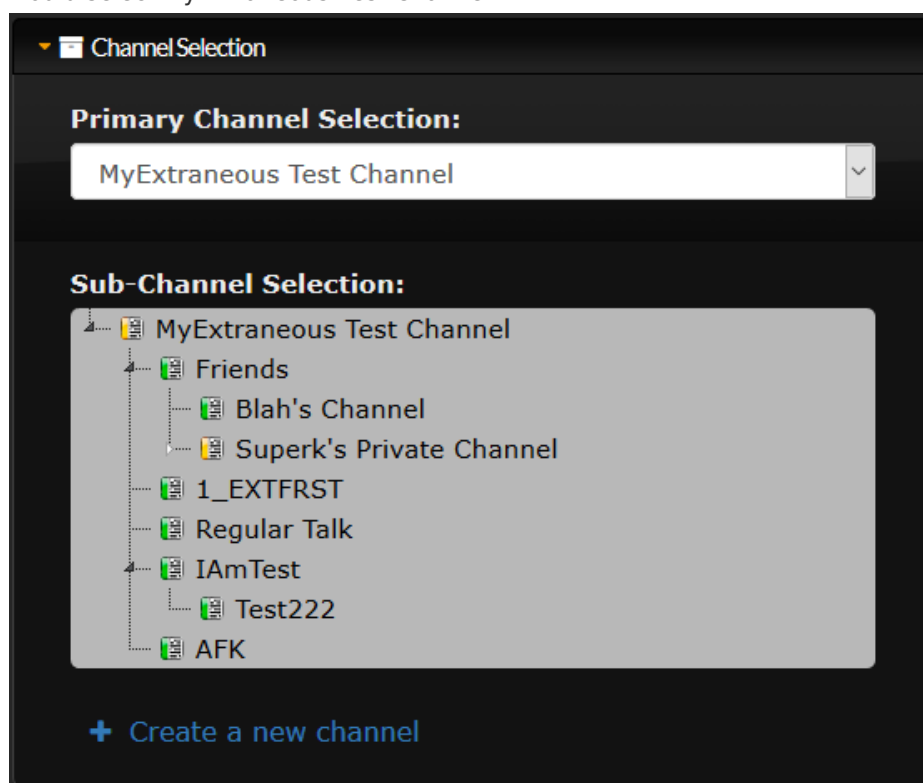 Channel Selection
Primary Channel Selection:
MyExtraneous Test Channel
Sub-Channel Selection:
MyExtraneous Test Channel
Friends
Blah's Channel
Superk's Private Channel
1_EXTFRST
Regular Talk
IAmTest
Test222
AFK
+ Create a new channel